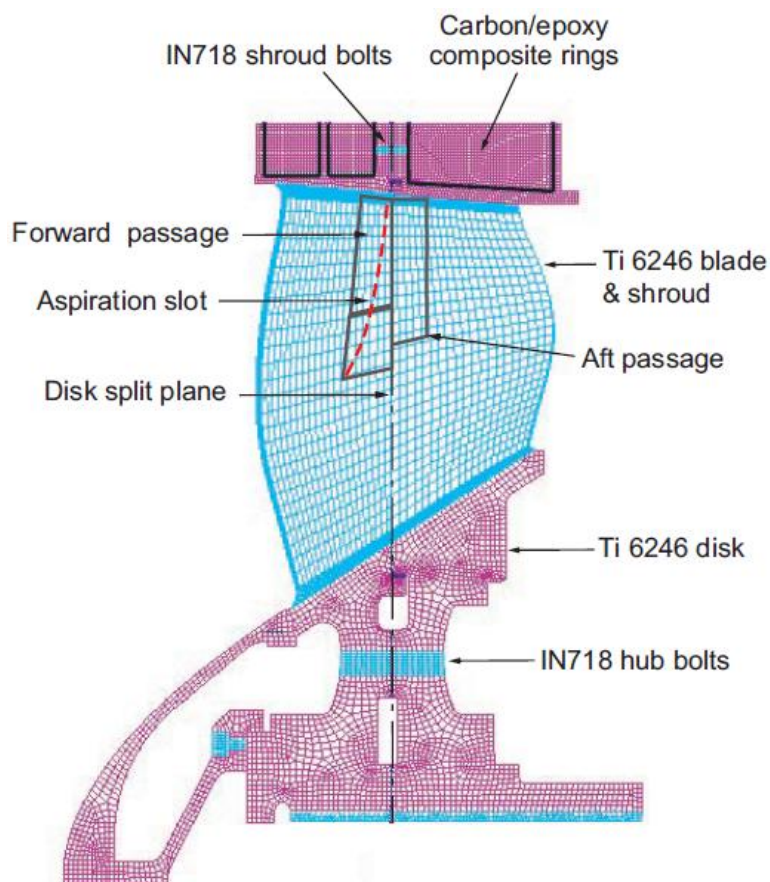 Carbon/epoxy
composite rings
IN718 shroud bolts
Forward passage
Aspiration slot
Disk split plane
Ti 6246 blade
& shroud
Aft passage
Ti 6246 disk
IN718 hub bolts